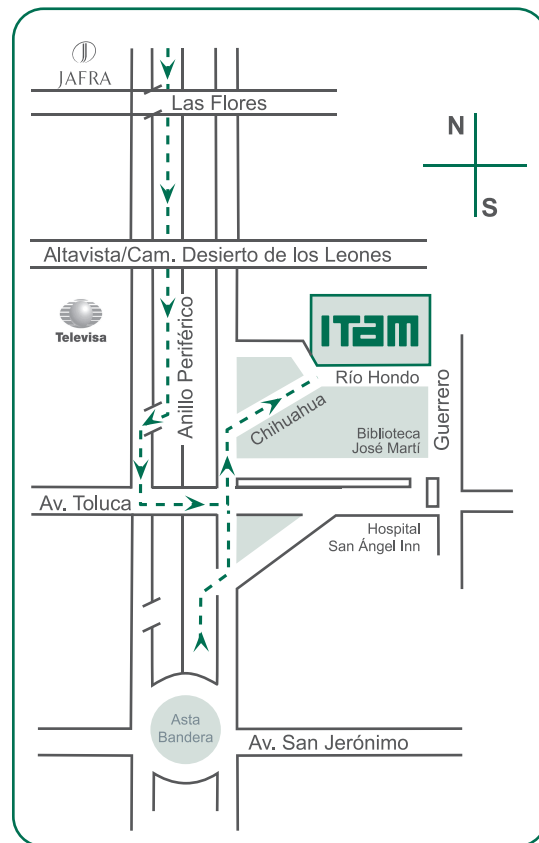 JAFRA
Las Flores
N
S
Altavista/Cam. Desierto de los Leones
Televisa
Anillo Periférico
ITAM
Río Hondo
Chihuahua
Guerrero
Biblioteca
José Martí
Av. Toluca
Hospital
San Ángel Inn
Asta
Bandera
Av. San Jerónimo